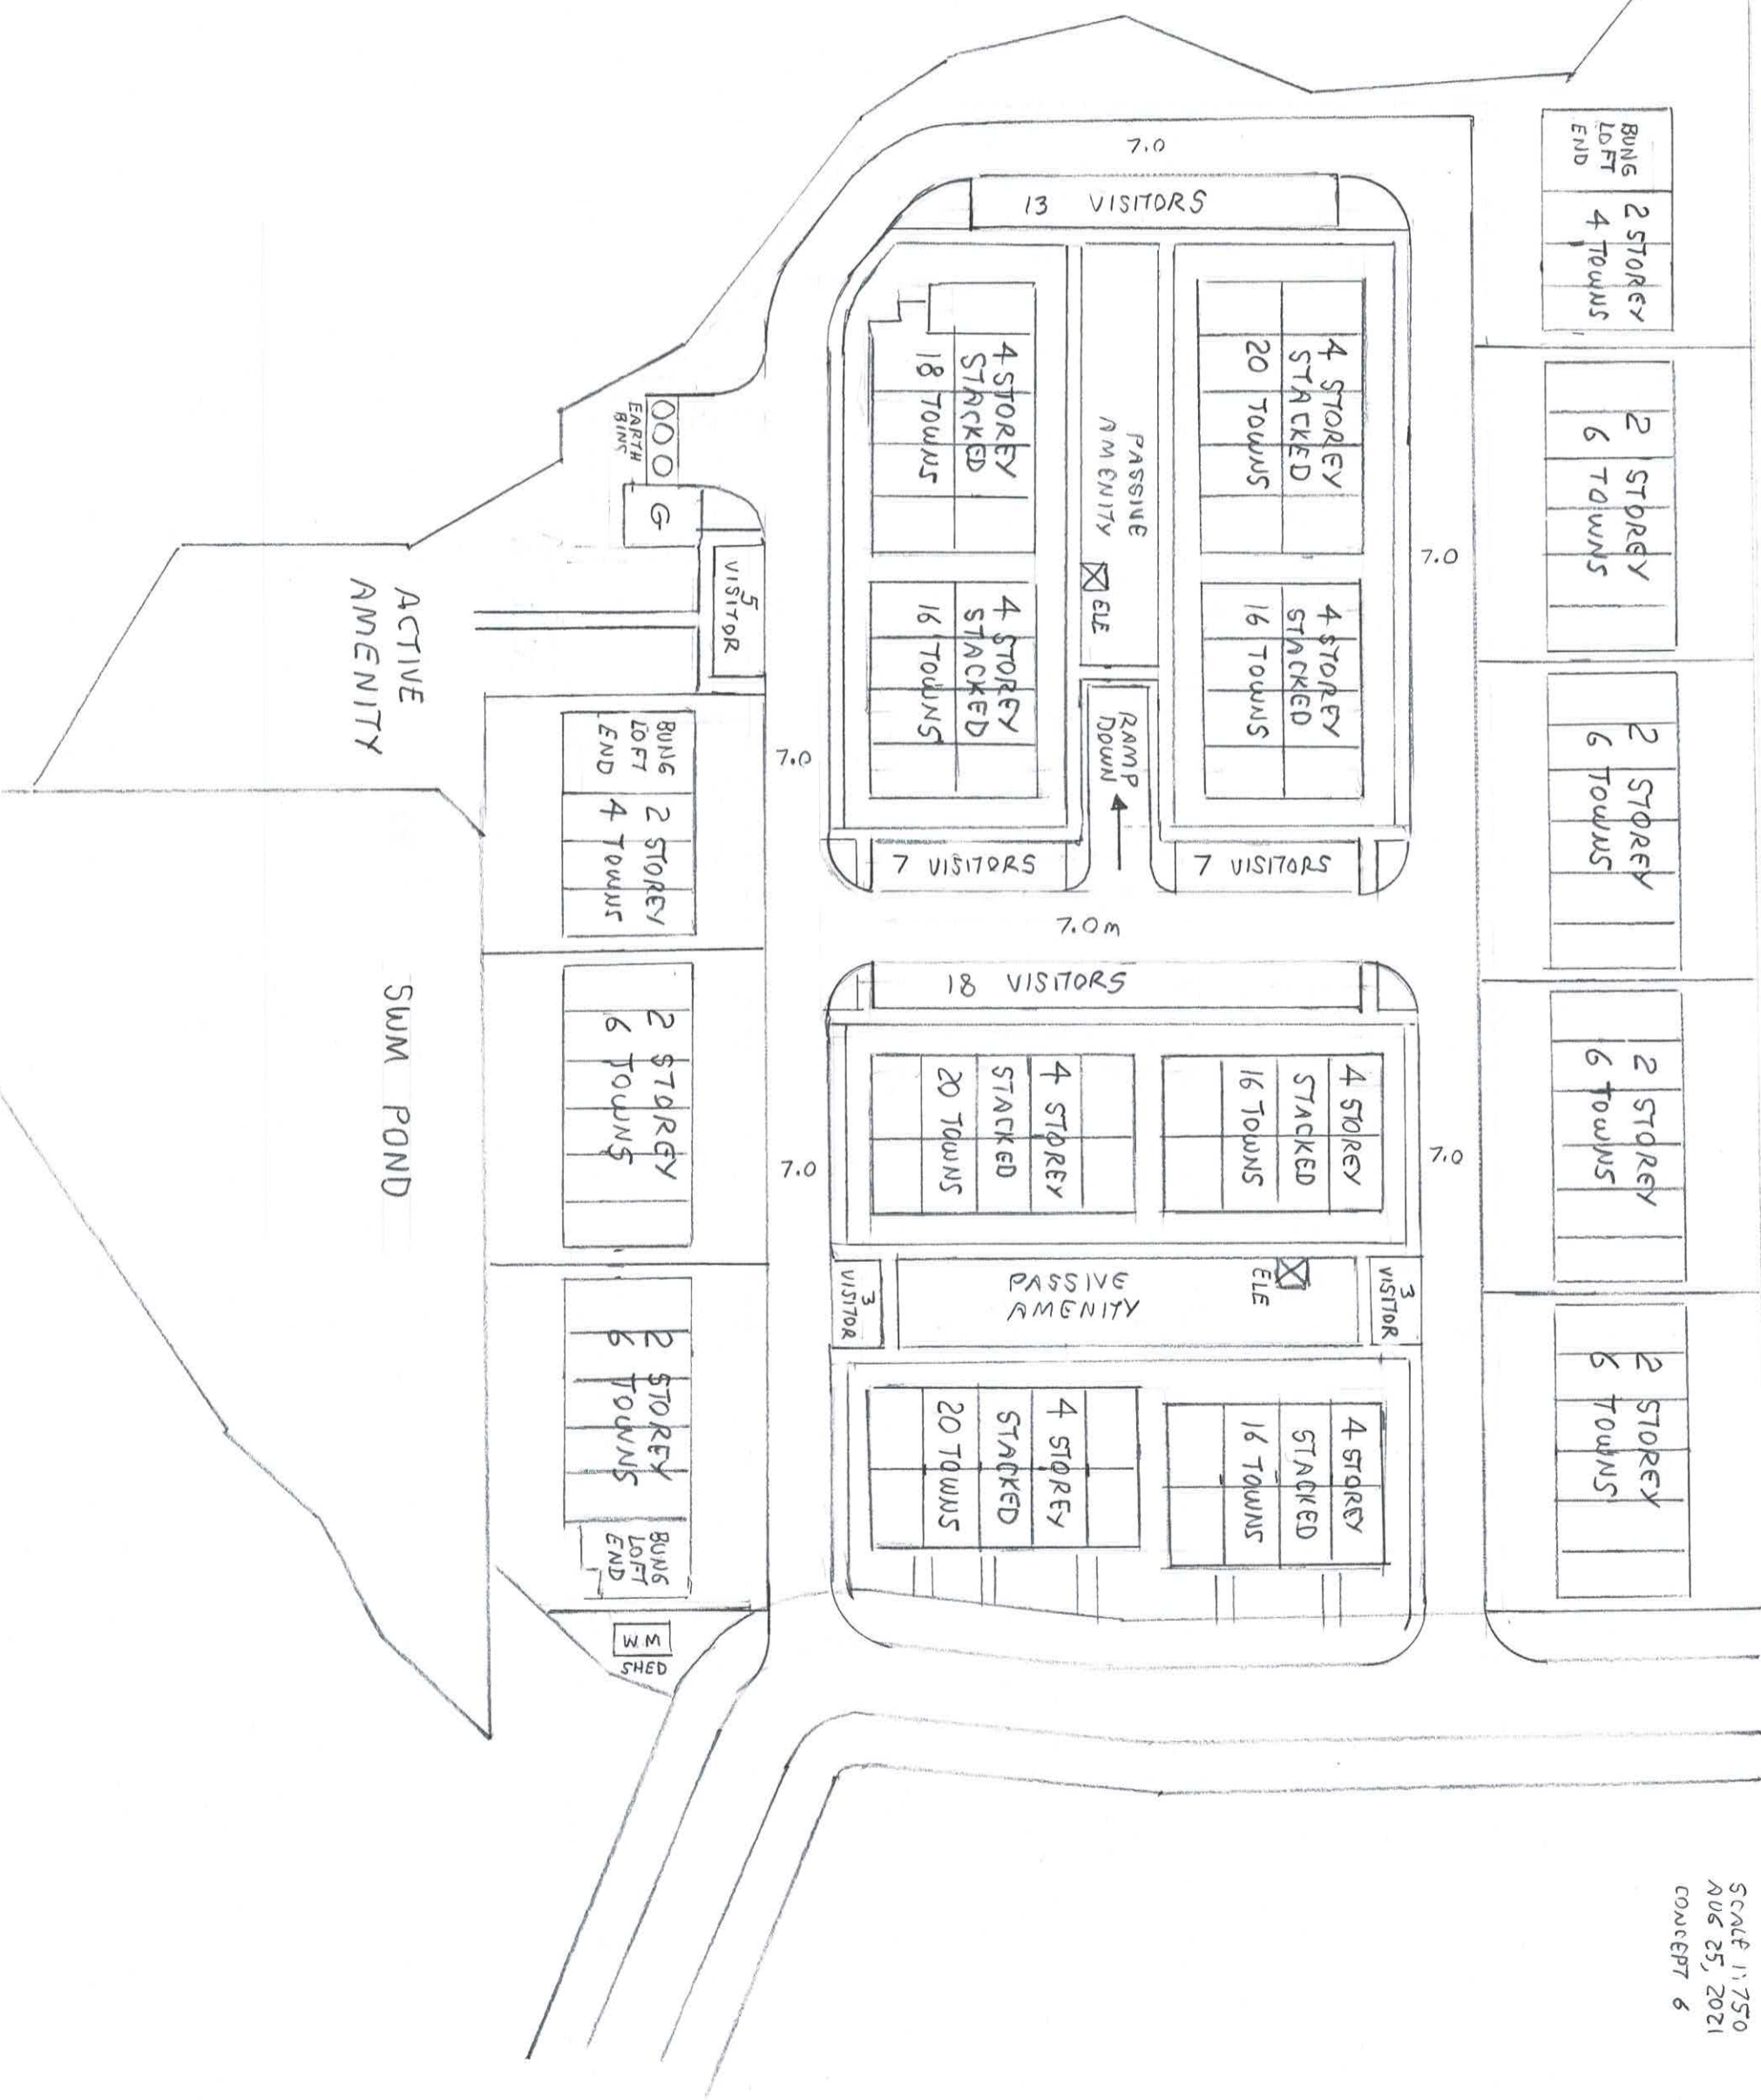 7.0
13 VISITORS
BUNG
LOFT
END
2 STOREY
4 TOWNS
4 STOREY
STACKED
18 TOWNS
PASSIVE
AMENITY
ELE
4 STOREY
STACKED
20 TOWNS
7.0
2 STOREY
6 TOWNS
EARTH
BINS
G
5
VISITOR
ACTIVE
AMENITY
4 STOREY
STACKED
16 TOWNS
RAMP
DOWN
4 STOREY
STACKED
16 TOWNS
2 STOREY
6 TOWNS
7.0
BUNG
LOFT
END
2 STOREY
4 TOWNS
7 VISITORS
7 VISITORS
7.0m
18 VISITORS
SWM POND
2 STOREY
6 TOWNS
7.0
4 STOREY
STACKED
20 TOWNS
4 STOREY
STACKED
16 TOWNS
7.0
2 STOREY
6 TOWNS
3
VISITOR
PASSIVE
AMENITY
ELE
3
VISITOR
2 STOREY
6 TOWNS
BUNG
LOFT
END
4 STOREY
STACKED
20 TOWNS
4 STOREY
STACKED
16 TOWNS
2 STOREY
6 TOWNS
W.M
SHED
SCALE 1:750
AUG 25, 2021
CONCEPT 6